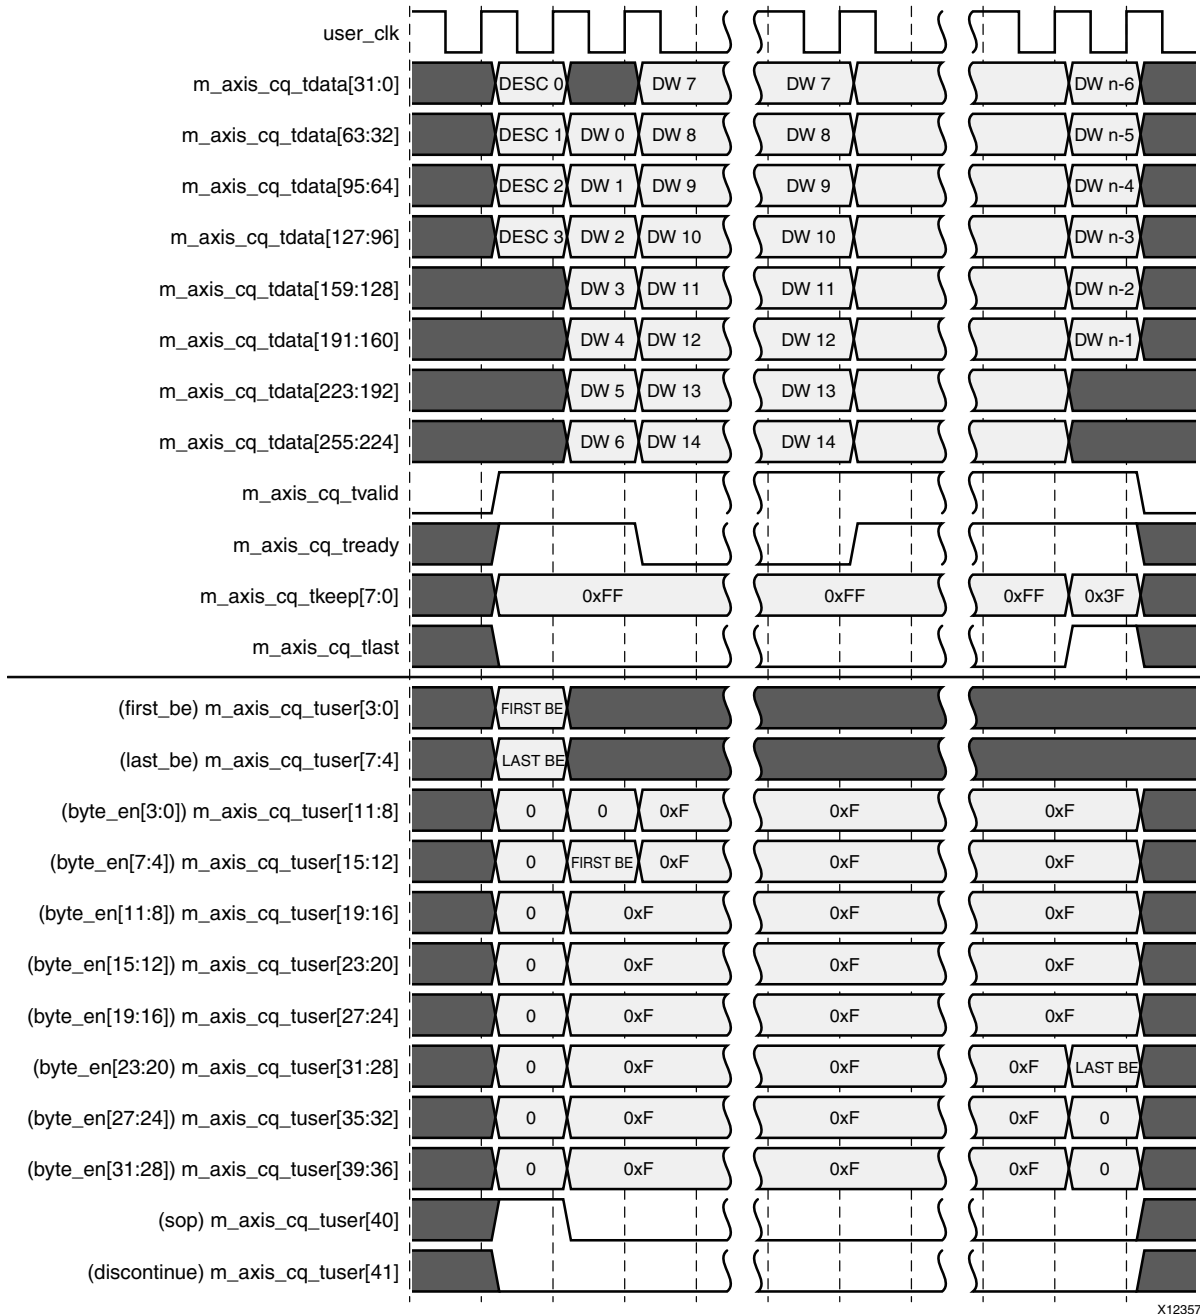 user_clk
m_axis_cq_tdata[31:0] DESC 0 DW 7 DW 7 DW n-6
m_axis_cq_tdata[63:32] DESC 1 DW 0 DW 8 DW 8 DW n-5
m_axis_cq_tdata[95:64] DESC 2 DW 1 DW 9 DW 9 DW n-4
m_axis_cq_tdata[127:96] DESC 3 DW 2 DW 10 DW 10 DW n-3
m_axis_cq_tdata[159:128] DW 3 DW 11 DW 11 DW n-2
m_axis_cq_tdata[191:160] DW 4 DW 12 DW 12 DW n-1
m_axis_cq_tdata[223:192] DW 5 DW 13 DW 13
m_axis_cq_tdata[255:224] DW 6 DW 14 DW 14
m_axis_cq_tvalid
m_axis_cq_tready
m_axis_cq_tkeep[7:0] 0xFF 0xFF 0xFF 0x3F
m_axis_cq_tlast
(first_be) m_axis_cq_tuser[3:0] FIRST BE
(last_be) m_axis_cq_tuser[7:4] LAST BE
(byte_en[3:0]) m_axis_cq_tuser[11:8] 0 0 0xF 0xF 0xF
(byte_en[7:4]) m_axis_cq_tuser[15:12] 0 FIRST BE 0xF 0xF 0xF
(byte_en[11:8]) m_axis_cq_tuser[19:16] 0 0xF 0xF 0xF
(byte_en[15:12]) m_axis_cq_tuser[23:20] 0 0xF 0xF 0xF
(byte_en[19:16]) m_axis_cq_tuser[27:24] 0 0xF 0xF 0xF
(byte_en[23:20) m_axis_cq_tuser[31:28] 0 0xF 0xF 0xF LAST BE
(byte_en[27:24]) m_axis_cq_tuser[35:32] 0 0xF 0xF 0xF 0
(byte_en[31:28]) m_axis_cq_tuser[39:36] 0 0xF 0xF 0xF 0
(sop) m_axis_cq_tuser[40]
(discontinue) m_axis_cq_tuser[41]
X12357